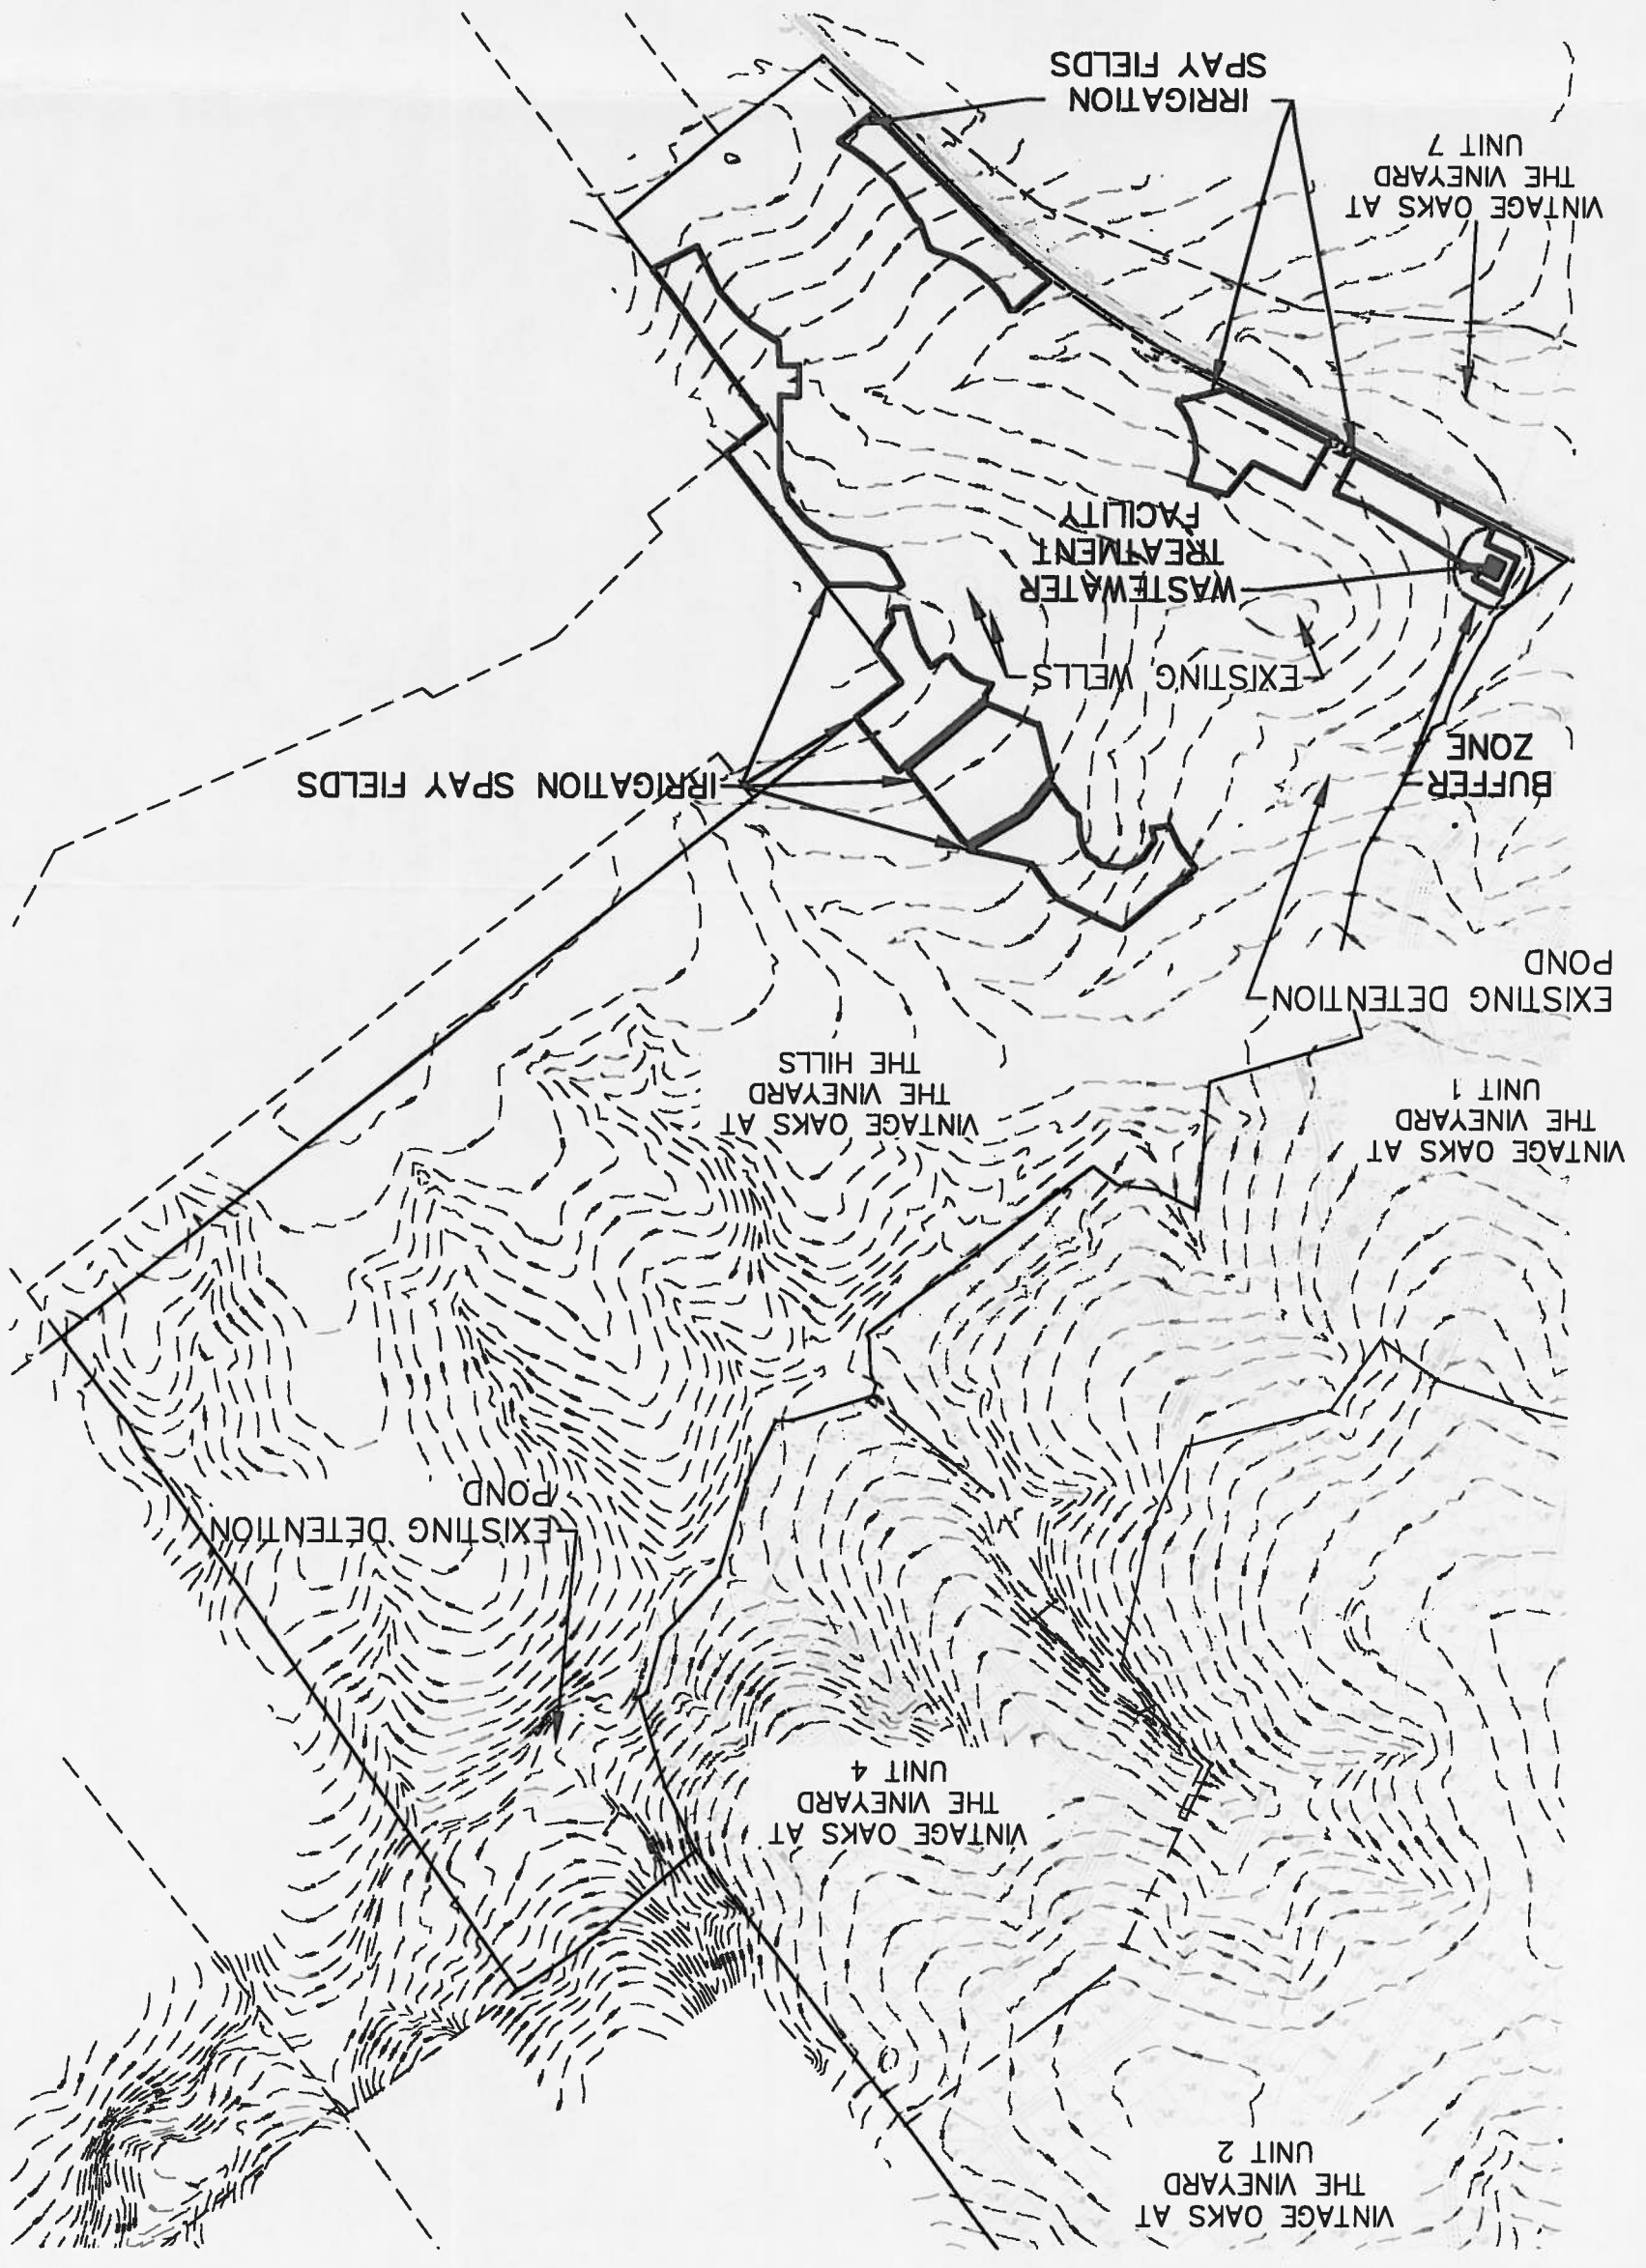 VINTAGE OAKS AT
THE VINEYARD
UNIT 2
VINTAGE OAKS AT
THE VINEYARD
UNIT 4
EXISTING DETENTION
POND
VINTAGE OAKS AT
THE VINEYARD
UNIT 1
VINTAGE OAKS AT
THE VINEYARD
THE HILLS
EXISTING DETENTION
POND
BUFFER
ZONE
IRRIGATION SPAY FIELDS
EXISTING WELLS
WASTEWATER
TREATMENT
FACILITY
VINTAGE OAKS AT
THE VINEYARD
UNIT 7
IRRIGATION
SPAY FIELDS